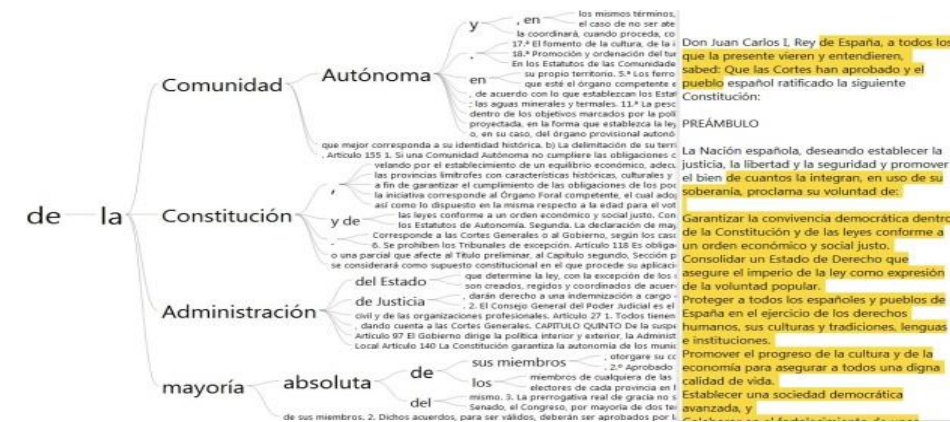 de la
Comunidad
Autónoma
y
, en
los mismos términos,
el caso de no ser ate
la coordinará, cuando proceda, co
.
17.ª El fomento de la cultura, de la i
18.ª Promoción y ordenación del tur
En los Estatutos de las Comunidade
en
su propio territorio. 5.ª Los ferro
que esté el órgano competente e
, de acuerdo con lo que establezcan los Estat
; las aguas minerales y termales. 11.ª La pesc
dentro de los objetivos marcados por la polí
proyectada, en la forma que establezca la ley
o, en su caso, del órgano provisional autonó
que mejor corresponda a su identidad histórica. b) La delimitación de su terri
. Artículo 155 1. Si una Comunidad Autónoma no cumpliere las obligaciones c
Constitución
,
velando por el establecimiento de un equilibrio económico, adecu
las provincias limítrofes con características históricas, culturales y
a fin de garantizar el cumplimiento de las obligaciones de los pod
la iniciativa corresponde al Órgano Foral competente, el cual adop
así como lo dispuesto en la misma respecto a la edad para el vot
y de
las leyes conforme a un orden económico y social justo. Con
los Estatutos de Autonomía. Segunda. La declaración de may
.
Corresponde a las Cortes Generales o al Gobierno, según los caso
6. Se prohíben los Tribunales de excepción. Artículo 118 Es obliga
o una parcial que afecte al Título preliminar, al Capítulo segundo, Sección p
se considerará como supuesto constitucional en el que procede su aplicaci
Administración
del Estado
que determine la ley, con la excepción de los
son creados, regidos y coordinados de acuer
de Justicia
, darán derecho a una indemnización a cargo
. 2. El Consejo General del Poder Judicial es el
civil y de las organizaciones profesionales. Artículo 27 1. Todos tienen
, dando cuenta a las Cortes Generales. CAPÍTULO QUINTO De la suspe
Artículo 97 El Gobierno dirige la política interior y exterior, la Administ
Local Artículo 140 La Constitución garantiza la autonomía de los munic
mayoría
absoluta
de
sus miembros
, otorgare su co
. 2.º Aprobado
los
miembros de cualquiera de las
electores de cada provincia en l
del
mismo. 3. La prerrogativa real de gracia no s
Senado, el Congreso, por mayoría de dos ter
de sus miembros. 2. Dichos acuerdos, para ser válidos, deberán ser aprobados por l
Don Juan Carlos I, Rey de España, a todos los
que la presente vieren y entendieren,
sabed: Que las Cortes han aprobado y el
pueblo español ratificado la siguiente
Constitución:
PREÁMBULO
La Nación española, deseando establecer la
justicia, la libertad y la seguridad y promover
el bien de cuantos la integran, en uso de su
soberanía, proclama su voluntad de:
Garantizar la convivencia democrática dentro
de la Constitución y de las leyes conforme a
un orden económico y social justo.
Consolidar un Estado de Derecho que
asegure el imperio de la ley como expresión
de la voluntad popular.
Proteger a todos los españoles y pueblos de
España en el ejercicio de los derechos
humanos, sus culturas y tradiciones, lenguas
e instituciones.
Promover el progreso de la cultura y de la
economía para asegurar a todos una digna
calidad de vida.
Establecer una sociedad democrática
avanzada, y